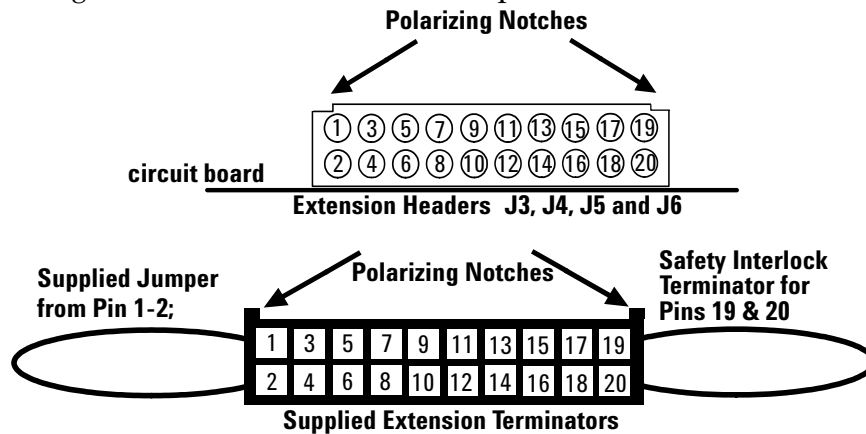 Polarizing Notches
1 3 5 7 9 11 13 15 17 19
2 4 6 8 10 12 14 16 18 20
circuit board
Extension Headers J3, J4, J5 and J6
Supplied Jumper
from Pin 1-2;
Polarizing Notches
Safety Interlock
Terminator for
Pins 19 & 20
1 3 5 7 9 11 13 15 17 19
2 4 6 8 10 12 14 16 18 20
Supplied Extension Terminators